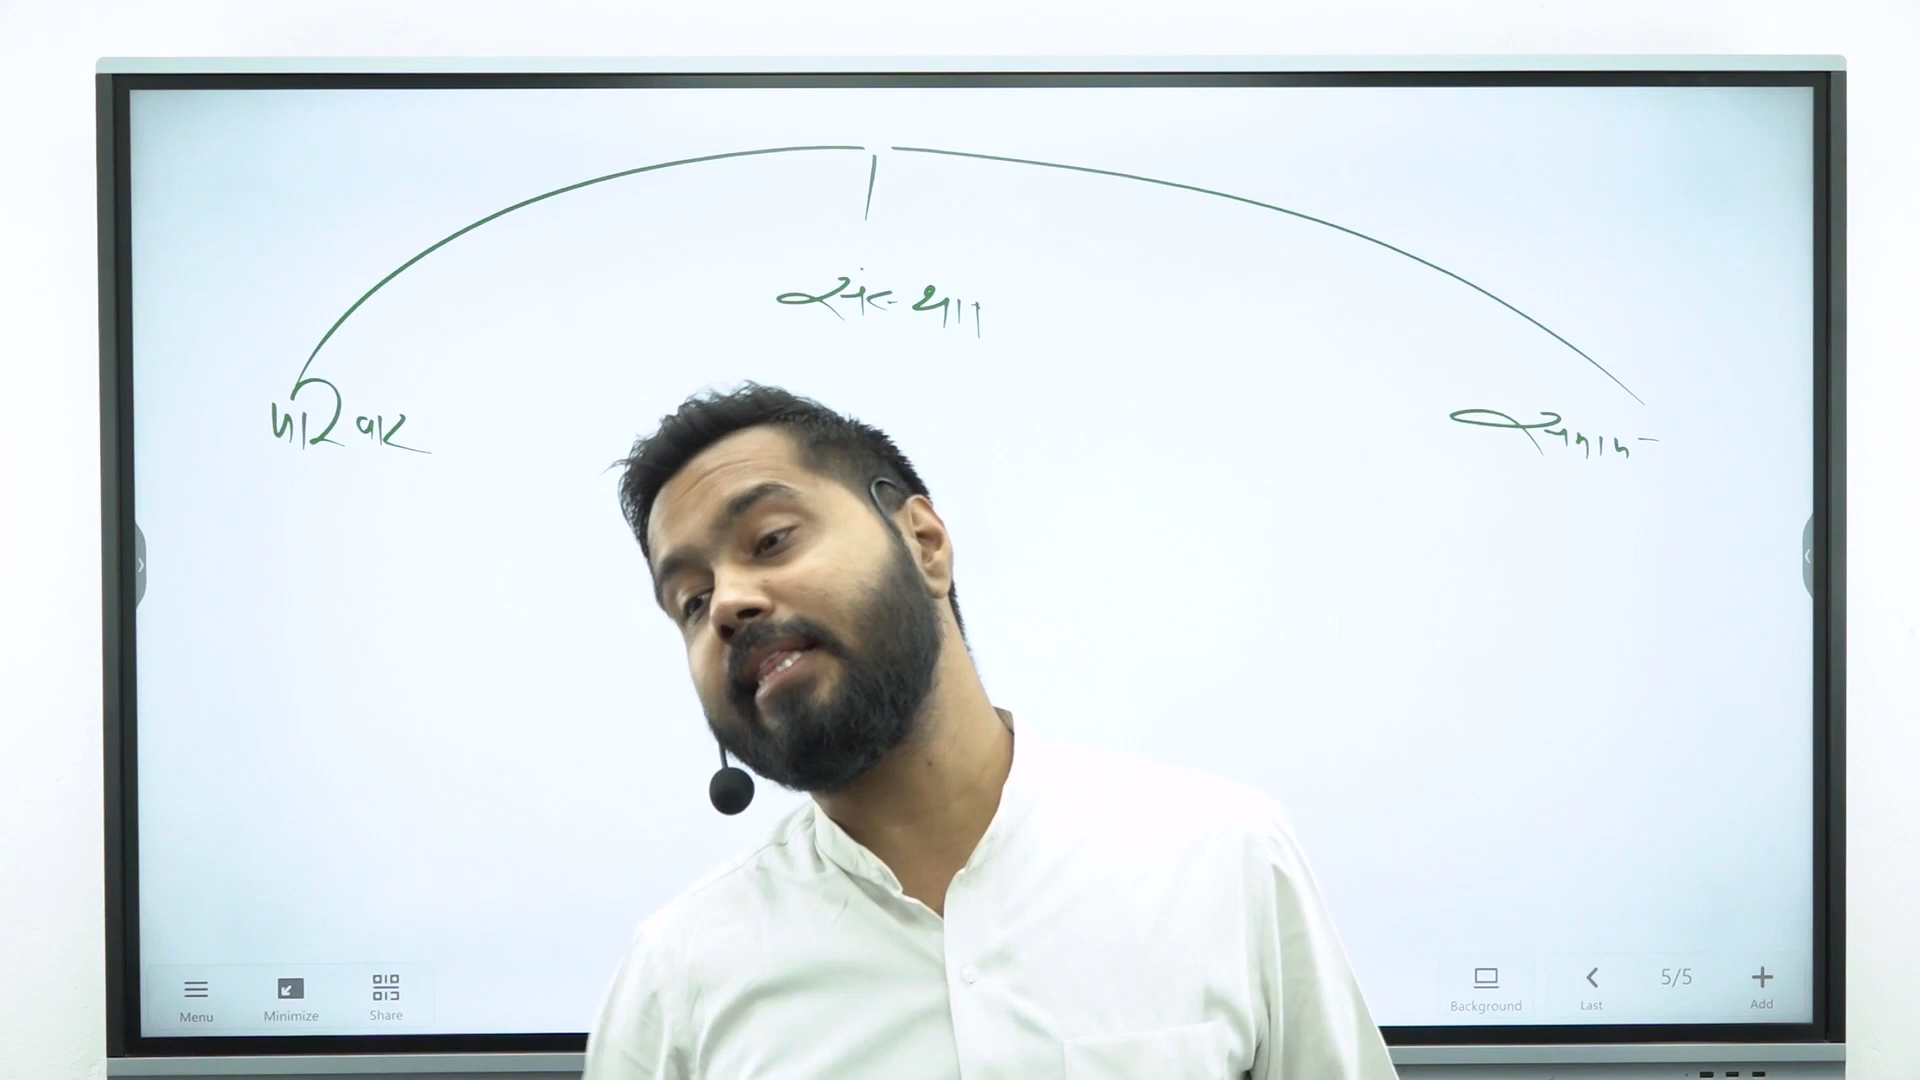 संस्था
परिवार
समाज
Menu
Minimize
Share
Background
Last
5/5
Add